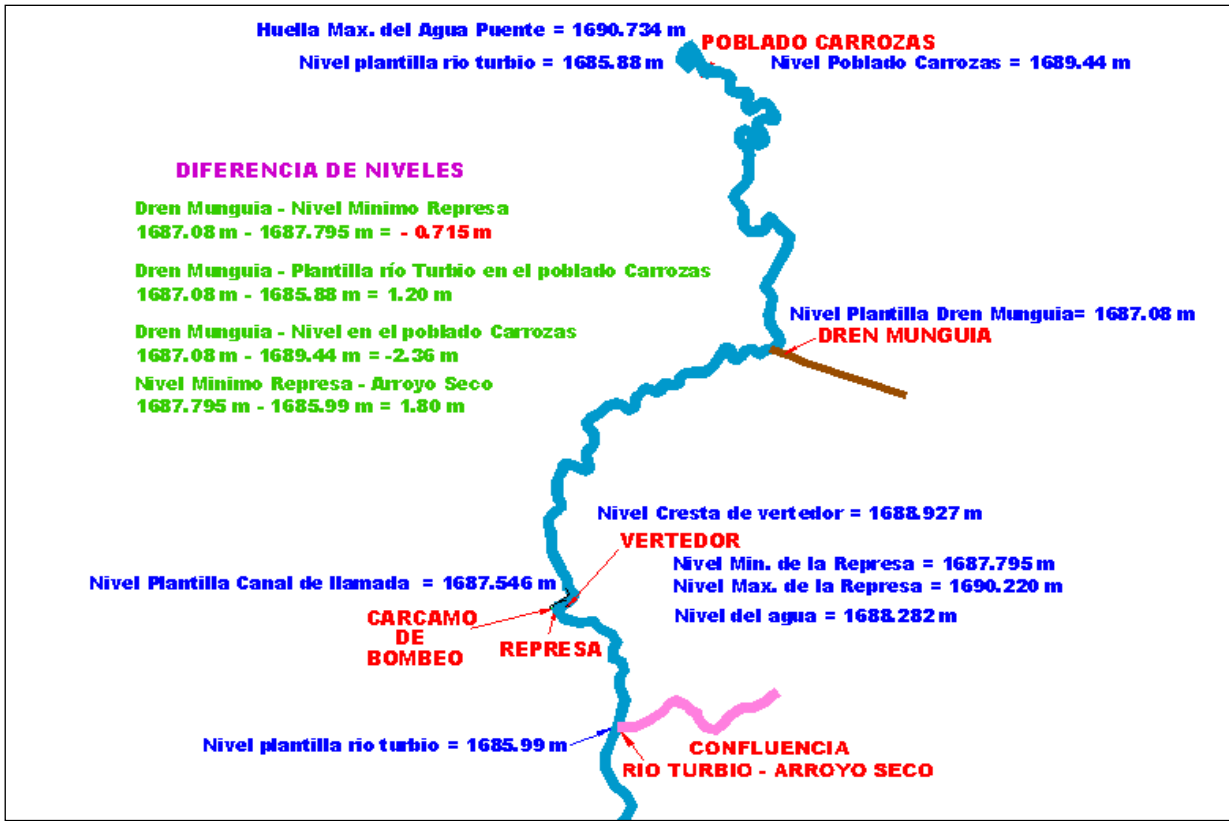 Huella Max. del Agua Puente = 1690.734 m
POBLADO CARROZAS
Nivel plantilla rio turbio = 1685.88 m
Nivel Poblado Carrozas = 1689.44 m
DIFERENCIA DE NIVELES
Dren Munguia - Nivel Minimo Represa
1687.08 m - 1687.795 m = - 0.715 m
Dren Munguia - Plantilla río Turbio en el poblado Carrozas
1687.08 m - 1685.88 m = 1.20 m
Dren Munguia - Nivel en el poblado Carrozas
1687.08 m - 1689.44 m = -2.36 m
Nivel Minimo Represa - Arroyo Seco
1687.795 m - 1685.99 m = 1.80 m
Nivel Plantilla Dren Munguia= 1687.08 m
DREN MUNGUIA
Nivel Cresta de vertedor = 1688.927 m
VERTEDOR
Nivel Min. de la Represa = 1687.795 m
Nivel Max. de la Represa = 1690.220 m
Nivel del agua = 1688.282 m
Nivel Plantilla Canal de llamada = 1687.546 m
CARCAMO
DE
BOMBEO
REPRESA
Nivel plantilla rio turbio = 1685.99 m
CONFLUENCIA
RIO TURBIO - ARROYO SECO